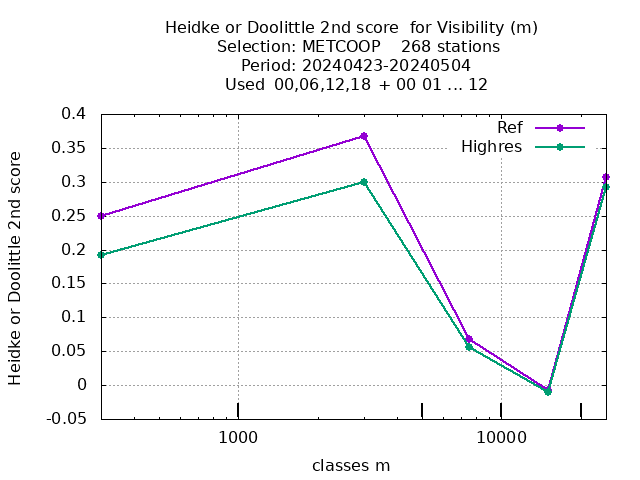 Heidke or Doolittle 2nd score  for Visibility (m)
Selection: METCOOP    268 stations
Period: 20240423-20240504
Used  00,06,12,18 + 00 01 ... 12
Ref
Highres
Heidke or Doolittle 2nd score
0.4
0.35
0.3
0.25
0.2
0.15
0.1
0.05
0
-0.05
1000
10000
classes m